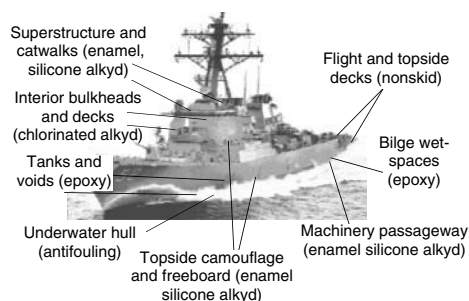 Superstructure and
catwalks (enamel,
silicone alkyd)
Flight and topside
decks (nonskid)
Interior bulkheads
and decks
(chlorinated alkyd)
Bilge wet-
spaces
(epoxy)
Tanks and
voids (epoxy)
Underwater hull
(antifouling)
Machinery passageway
(enamel silicone alkyd)
Topside camouflage
and freeboard (enamel
silicone alkyd)